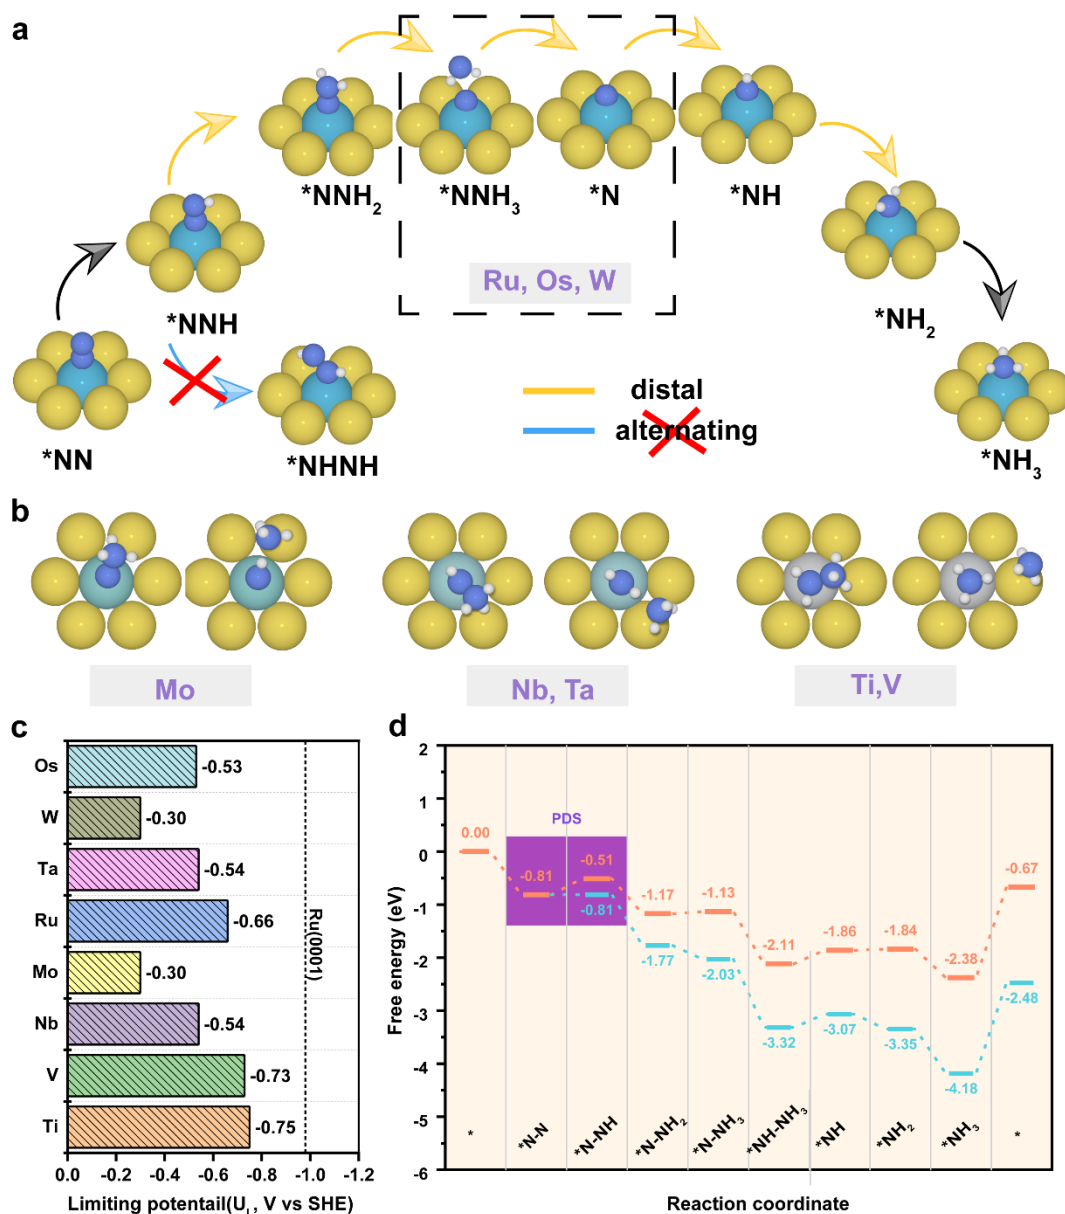 a
*NNH2
*NNH3
*N
*NH
Ru, Os, W
*NNH
*NH2
*NN
*NHNH
distal
alternating
*NH3
b
Mo
Nb, Ta
Ti,V
c
Os
-0.53
W
-0.30
Ta
-0.54
Ru
-0.66
Mo
-0.30
Nb
-0.54
V
-0.73
Ti
-0.75
Ru(0001)
0.0 -0.2 -0.4 -0.6 -0.8 -1.0 -1.2
Limiting potentail(UL, V vs SHE)
d
2
1
0
-1
-2
-3
-4
-5
-6
Free energy (eV)
PDS
0.00
-0.81
-0.51
-1.17
-1.13
-2.11
-1.86
-1.84
-2.38
-0.67
-0.81
-1.77
-2.03
-3.32
-3.07
-3.35
-4.18
-2.48
*
*N-N
*N-NH
*N-NH2
*N-NH3
*NH-NH3
*NH
*NH2
*NH3
*
Reaction coordinate